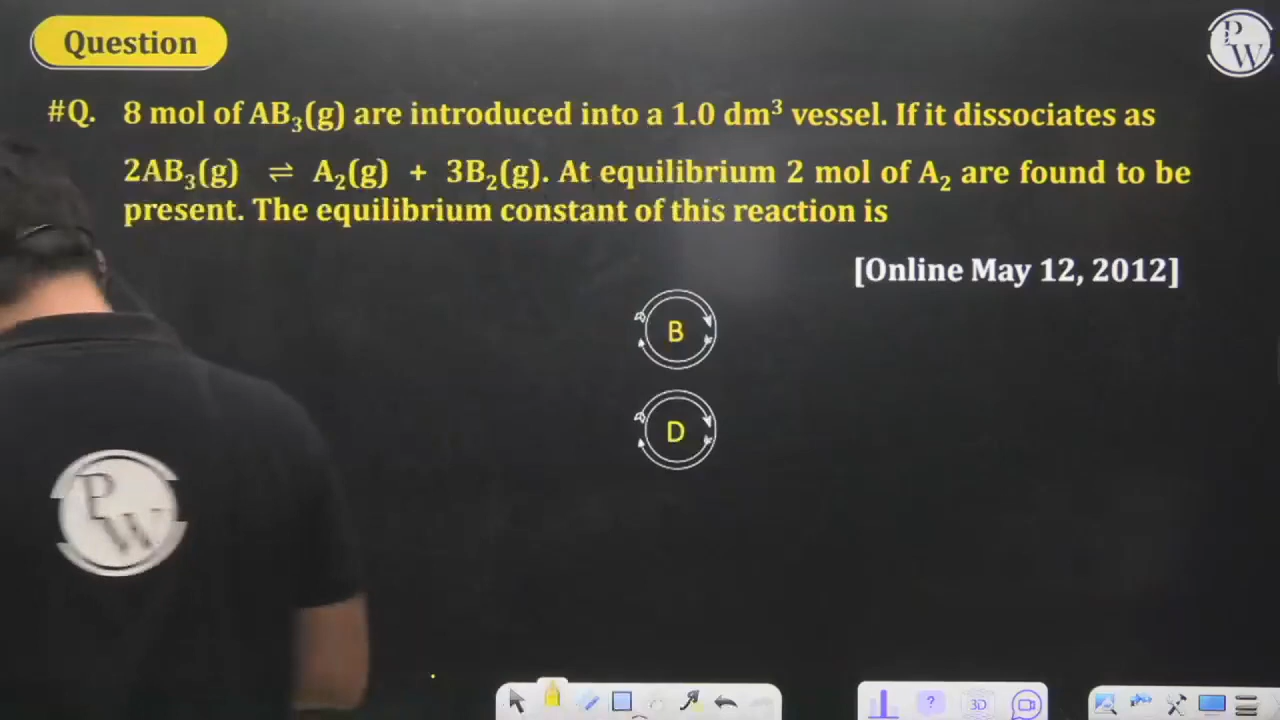 Question
P
W
#Q. 8 mol of AB₃(g) are introduced into a 1.0 dm³ vessel. If it dissociates as
2AB₃(g) ⇌ A₂(g) + 3B₂(g). At equilibrium 2 mol of A₂ are found to be
present. The equilibrium constant of this reaction is
[Online May 12, 2012]
B
D
P
W
?
3D